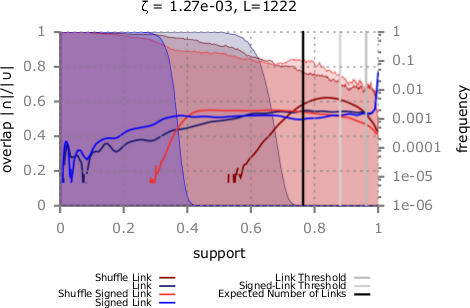 ζ = 1.27e-03, L=1222
overlap |n|/|u|
1
0.8
0.6
0.4
0.2
0
0 0.2 0.4 0.6 0.8 1
support
1
0.1
0.01
0.001
0.0001
1e-05
1e-06
frequency
Shuffle Link
Link
Shuffle Signed Link
Signed Link
Link Threshold
Signed-Link Threshold
Expected Number of Links